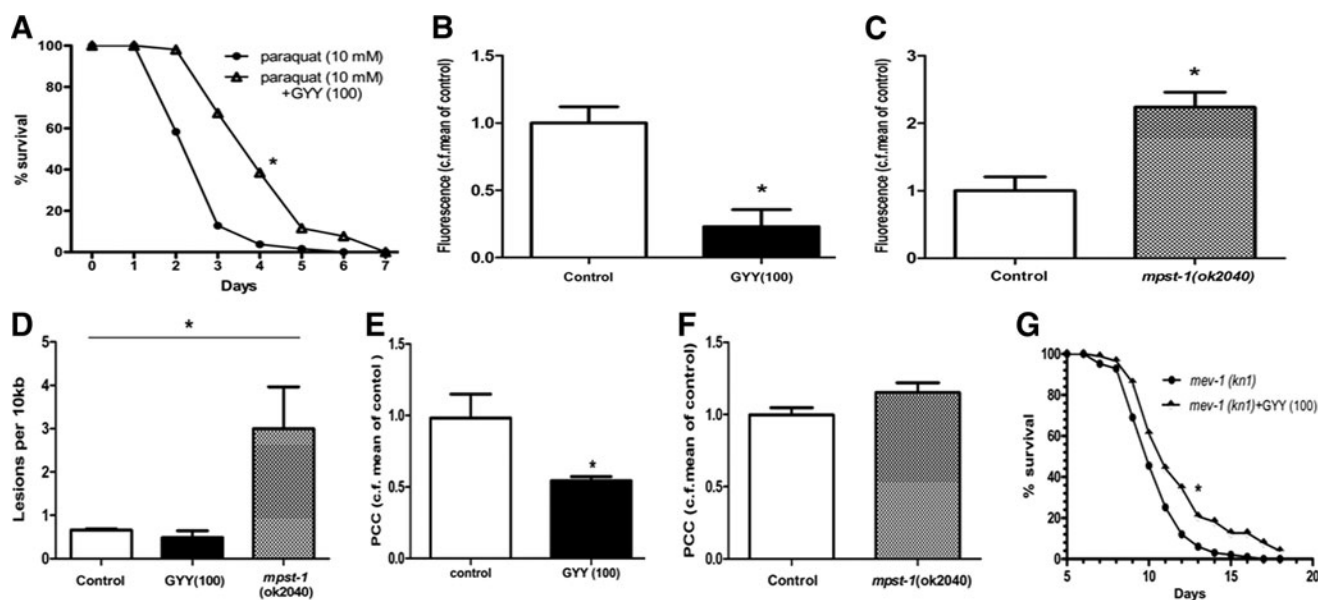 A
% survival
100
80
60
40
20
0
0 1 2 3 4 5 6 7
Days
paraquat (10 mM)
paraquat (10 mM)
+GYY (100)
*
B
Fluorescence (c.f.mean of control)
1.5
1.0
0.5
0.0
*
Control GYY(100)
C
Fluorescence (c.f.mean of control)
3
2
1
0
*
Control mpst-1(ok2040)
D
Lesions per 10kb
5
4
3
2
1
0
*
Control GYY(100) mpst-1
(ok2040)
E
PCC (c.f.mean of contol )
1.5
1.0
0.5
0.0
*
control GYY (100)
F
PCC (c.f.mean of control)
1.5
1.0
0.5
0.0
Control mpst-1(ok2040)
G
% survival
100
80
60
40
20
0
5 10 15 20
Days
mev-1 (kn1)
mev-1 (kn1)+GYY (100)
*